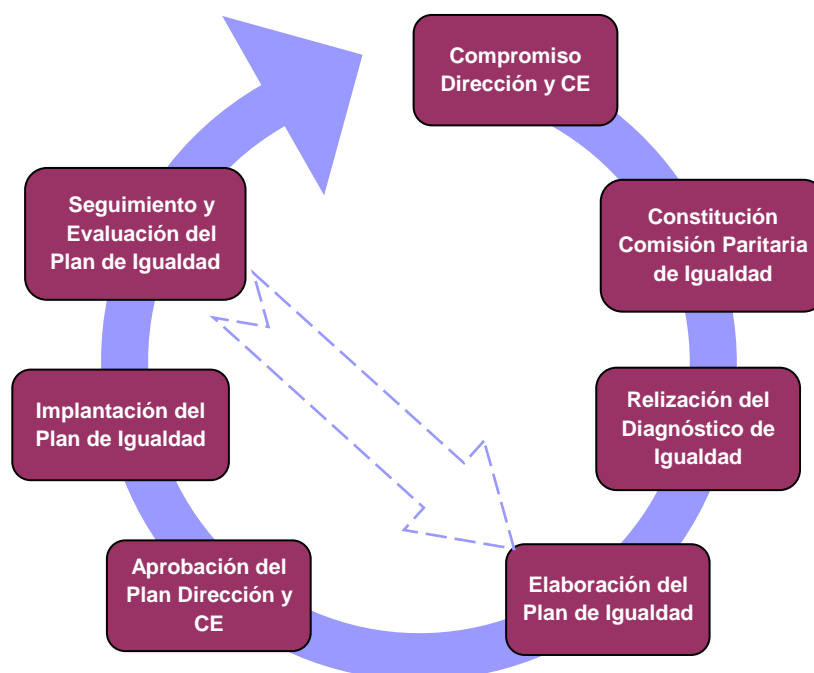 Compromiso
Dirección y CE
Constitución
Comisión Paritaria
de Igualdad
Relización del
Diagnóstico de
Igualdad
Elaboración del
Plan de Igualdad
Aprobación del
Plan Dirección y
CE
Implantación del
Plan de Igualdad
Seguimiento y
Evaluación del
Plan de Igualdad